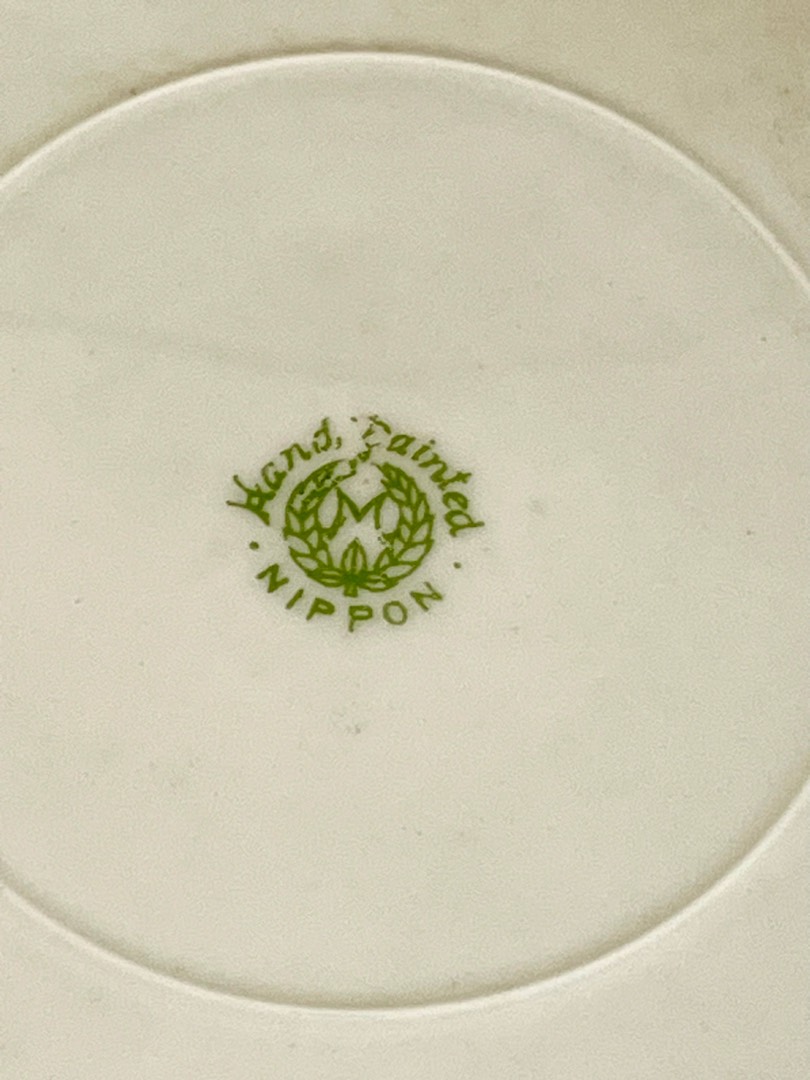 Hand Painted
M
· NIPPON ·